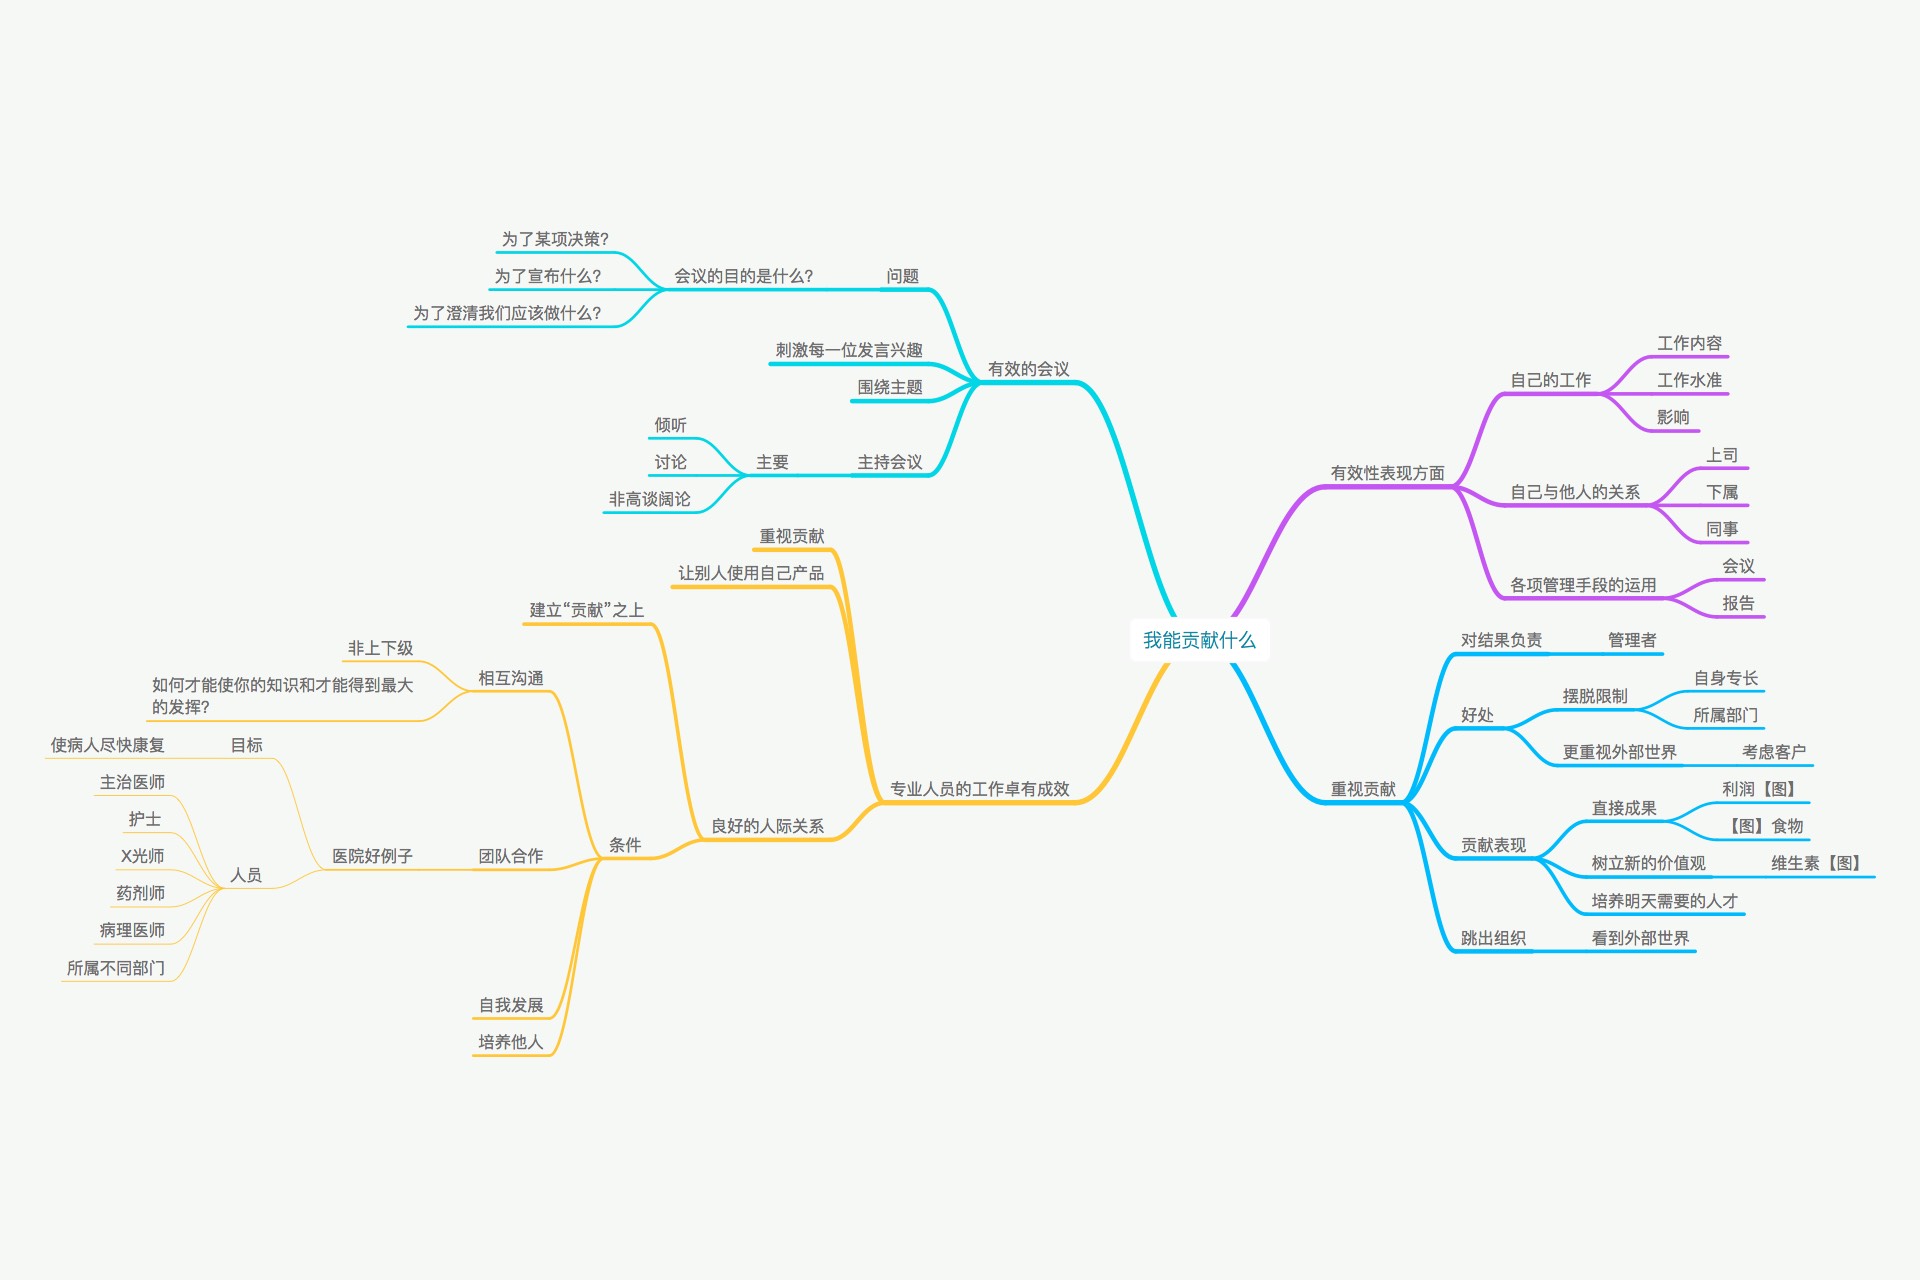 我能贡献什么
有效性表现方面
自己的工作
工作内容
工作水准
影响
自己与他人的关系
上司
下属
同事
各项管理手段的运用
会议
报告
重视贡献
对结果负责
管理者
好处
摆脱限制
自身专长
所属部门
更重视外部世界
考虑客户
贡献表现
直接成果
利润【图】
【图】食物
树立新的价值观
维生素【图】
培养明天需要的人才
跳出组织
看到外部世界
专业人员的工作卓有成效
重视贡献
让别人使用自己产品
良好的人际关系
建立“贡献”之上
条件
相互沟通
非上下级
如何才能使你的知识和才能得到最大
的发挥?
团队合作
医院好例子
目标
使病人尽快康复
人员
主治医师
护士
X光师
药剂师
病理医师
所属不同部门
自我发展
培养他人
有效的会议
问题
会议的目的是什么?
为了某项决策?
为了宣布什么?
为了澄清我们应该做什么?
刺激每一位发言兴趣
围绕主题
主持会议
主要
倾听
讨论
非高谈阔论